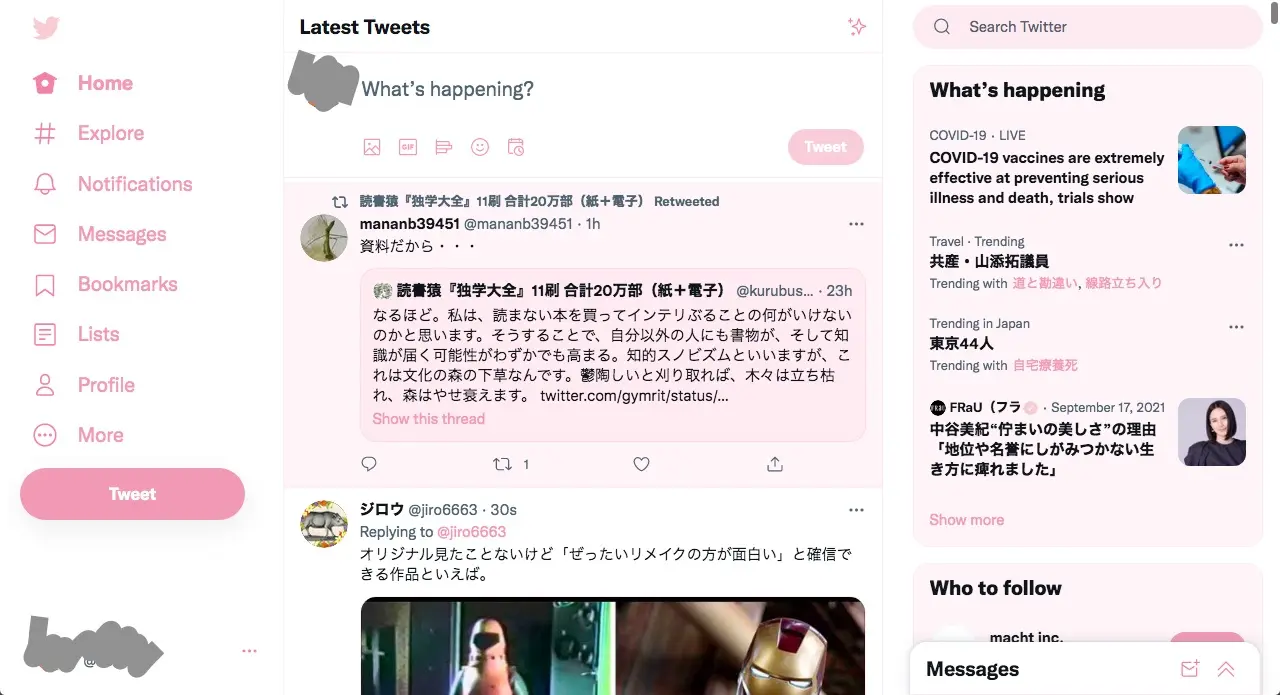 Home
Explore
Notifications
Messages
Bookmarks
Lists
Profile
More
Tweet
@
Latest Tweets
What's happening?
GIF
Tweet
読書猿『独学大全』11刷 合計20万部（紙＋電子） Retweeted
mananb39451 @mananb39451 · 1h
資料だから・・・
読書猿『独学大全』11刷 合計20万部（紙＋電子） @kurubus... · 23h
なるほど。私は、読まない本を買ってインテリぶることの何がいけない
のかと思います。そうすることで、自分以外の人にも書物が、そして知
識が届く可能性がわずかでも高まる。知的スノビズムといいますが、こ
れは文化の森の下草なんです。鬱陶しいと刈り取れば、木々は立ち枯
れ、森はやせ衰えます。 twitter.com/gymrit/status/...
Show this thread
1
ジロウ @jiro6663 · 30s
Replying to @jiro6663
オリジナル見たことないけど「ぜったいリメイクの方が面白い」と確信で
きる作品といえば。
Search Twitter
What's happening
COVID-19 · LIVE
COVID-19 vaccines are extremely
effective at preventing serious
illness and death, trials show
Travel · Trending
共産・山添拓議員
Trending with 道と勘違い, 線路立ち入り
Trending in Japan
東京44人
Trending with 自宅療養死
FRaU FRaU（フラ · September 17, 2021
中谷美紀“佇まいの美しさ”の理由
「地位や名誉にしがみつかない生
き方に痺れました」
Show more
Who to follow
macht inc.
Messages